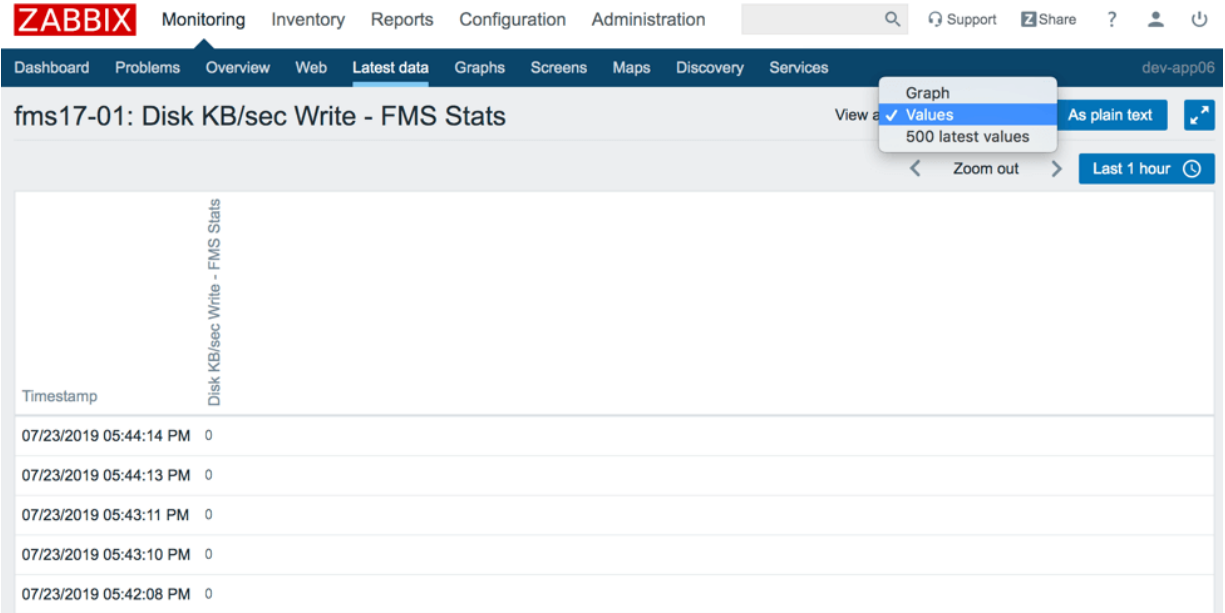 ZABBIX Monitoring Inventory Reports Configuration Administration Support Z Share ?
Dashboard Problems Overview Web Latest data Graphs Screens Maps Discovery Services dev-app06
fms17-01: Disk KB/sec Write - FMS Stats
View a
Graph
✓ Values
500 latest values
As plain text
< Zoom out > Last 1 hour
Timestamp
Disk KB/sec Write - FMS Stats
07/23/2019 05:44:14 PM 0
07/23/2019 05:44:13 PM 0
07/23/2019 05:43:11 PM 0
07/23/2019 05:43:10 PM 0
07/23/2019 05:42:08 PM 0